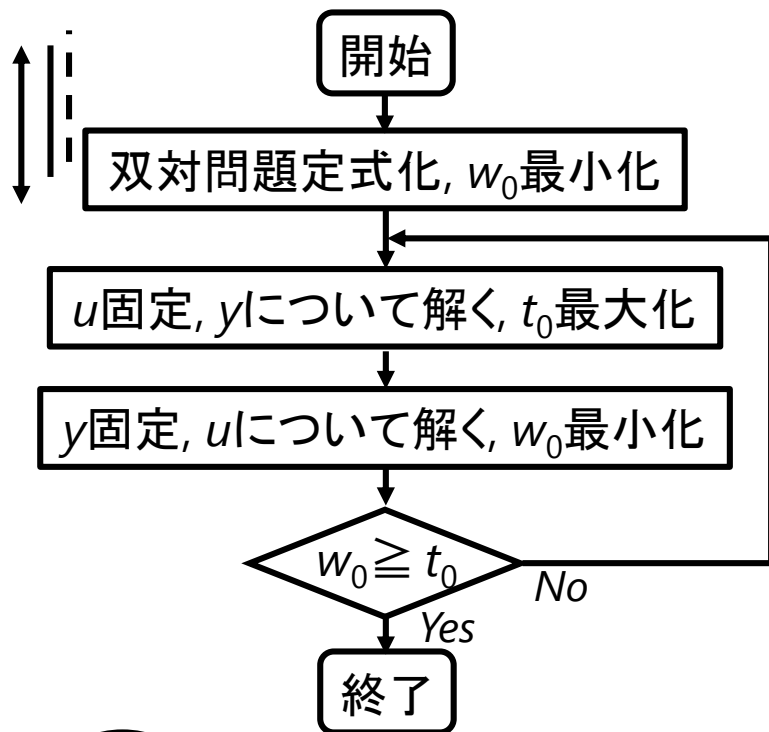 開始
双対問題定式化, w₀最小化
u固定, yについて解く, t₀最大化
y固定, uについて解く, w₀最小化
w₀≧ t₀
No
Yes
終了